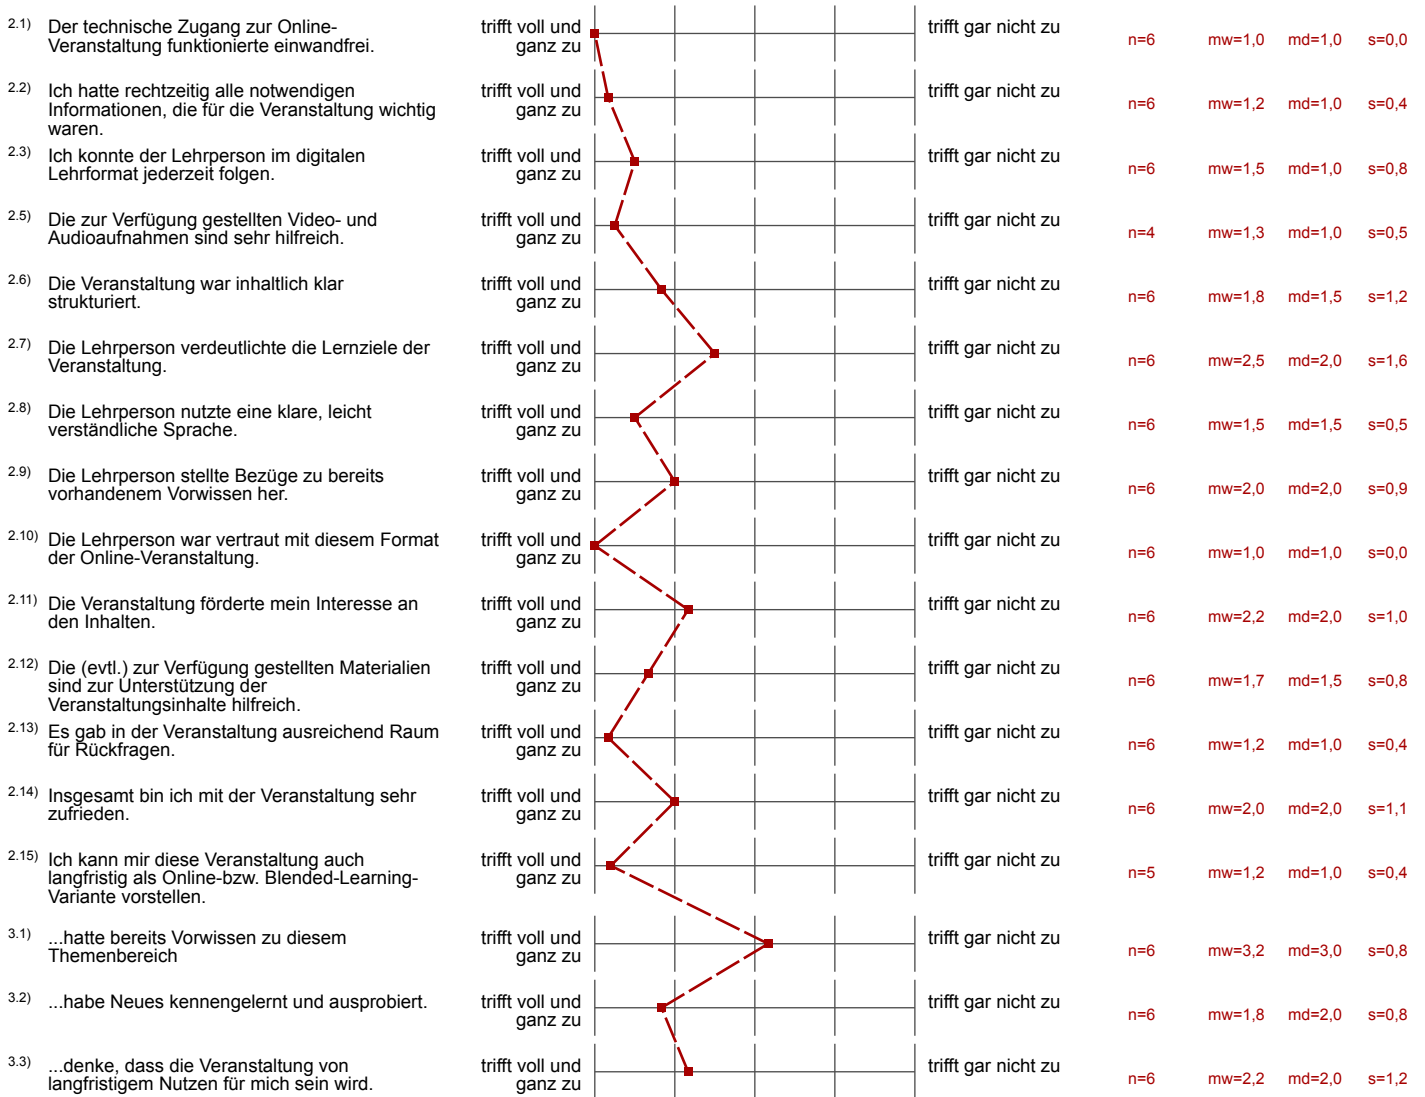 2.1) Der technische Zugang zur Online-
Veranstaltung funktionierte einwandfrei.
trifft voll und
ganz zu
trifft gar nicht zu
n=6 mw=1,0 md=1,0 s=0,0
2.2) Ich hatte rechtzeitig alle notwendigen
Informationen, die für die Veranstaltung wichtig
waren.
trifft voll und
ganz zu
trifft gar nicht zu
n=6 mw=1,2 md=1,0 s=0,4
2.3) Ich konnte der Lehrperson im digitalen
Lehrformat jederzeit folgen.
trifft voll und
ganz zu
trifft gar nicht zu
n=6 mw=1,5 md=1,0 s=0,8
2.5) Die zur Verfügung gestellten Video- und
Audioaufnahmen sind sehr hilfreich.
trifft voll und
ganz zu
trifft gar nicht zu
n=4 mw=1,3 md=1,0 s=0,5
2.6) Die Veranstaltung war inhaltlich klar
strukturiert.
trifft voll und
ganz zu
trifft gar nicht zu
n=6 mw=1,8 md=1,5 s=1,2
2.7) Die Lehrperson verdeutlichte die Lernziele der
Veranstaltung.
trifft voll und
ganz zu
trifft gar nicht zu
n=6 mw=2,5 md=2,0 s=1,6
2.8) Die Lehrperson nutzte eine klare, leicht
verständliche Sprache.
trifft voll und
ganz zu
trifft gar nicht zu
n=6 mw=1,5 md=1,5 s=0,5
2.9) Die Lehrperson stellte Bezüge zu bereits
vorhandenem Vorwissen her.
trifft voll und
ganz zu
trifft gar nicht zu
n=6 mw=2,0 md=2,0 s=0,9
2.10) Die Lehrperson war vertraut mit diesem Format
der Online-Veranstaltung.
trifft voll und
ganz zu
trifft gar nicht zu
n=6 mw=1,0 md=1,0 s=0,0
2.11) Die Veranstaltung förderte mein Interesse an
den Inhalten.
trifft voll und
ganz zu
trifft gar nicht zu
n=6 mw=2,2 md=2,0 s=1,0
2.12) Die (evtl.) zur Verfügung gestellten Materialien
sind zur Unterstützung der
Veranstaltungsinhalte hilfreich.
trifft voll und
ganz zu
trifft gar nicht zu
n=6 mw=1,7 md=1,5 s=0,8
2.13) Es gab in der Veranstaltung ausreichend Raum
für Rückfragen.
trifft voll und
ganz zu
trifft gar nicht zu
n=6 mw=1,2 md=1,0 s=0,4
2.14) Insgesamt bin ich mit der Veranstaltung sehr
zufrieden.
trifft voll und
ganz zu
trifft gar nicht zu
n=6 mw=2,0 md=2,0 s=1,1
2.15) Ich kann mir diese Veranstaltung auch
langfristig als Online-bzw. Blended-Learning-
Variante vorstellen.
trifft voll und
ganz zu
trifft gar nicht zu
n=5 mw=1,2 md=1,0 s=0,4
3.1) ...hatte bereits Vorwissen zu diesem
Themenbereich
trifft voll und
ganz zu
trifft gar nicht zu
n=6 mw=3,2 md=3,0 s=0,8
3.2) ...habe Neues kennengelernt und ausprobiert.
trifft voll und
ganz zu
trifft gar nicht zu
n=6 mw=1,8 md=2,0 s=0,8
3.3) ...denke, dass die Veranstaltung von
langfristigem Nutzen für mich sein wird.
trifft voll und
ganz zu
trifft gar nicht zu
n=6 mw=2,2 md=2,0 s=1,2